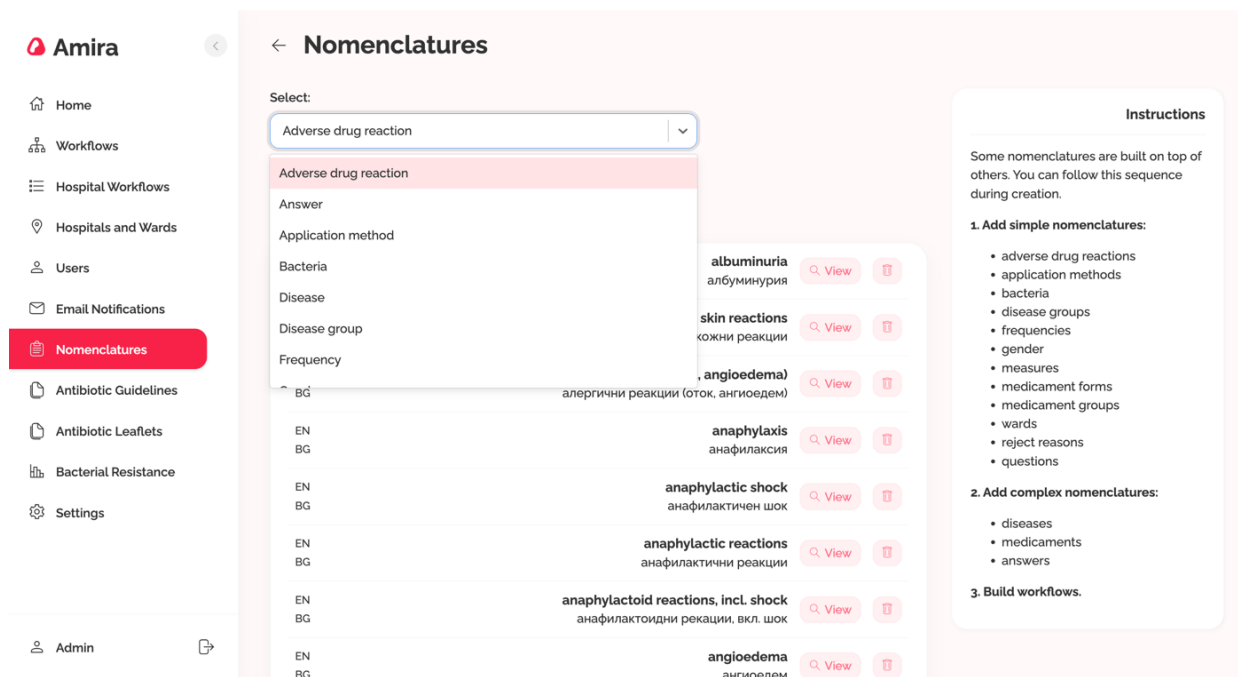 Amira
Home
Workflows
Hospital Workflows
Hospitals and Wards
Users
Email Notifications
Nomenclatures
Antibiotic Guidelines
Antibiotic Leaflets
Bacterial Resistance
Settings
Admin
Nomenclatures
Select:
Adverse drug reaction
Adverse drug reaction
Answer
Application method
Bacteria
Disease
Disease group
Frequency
albuminuria
албуминурия
View
skin reactions
кожни реакции
View
, angioedema)
BG алергични реакции (оток, ангиоедем)
View
EN anaphylaxis
BG анафилаксия
View
EN anaphylactic shock
BG анафилактичен шок
View
EN anaphylactic reactions
BG анафилактични реакции
View
EN anaphylactoid reactions, incl. shock
BG анафилактоидни рекации, вкл. шок
View
EN angioedema
BG ангиоедем
View
Instructions
Some nomenclatures are built on top of
others. You can follow this sequence
during creation.
1. Add simple nomenclatures:
• adverse drug reactions
• application methods
• bacteria
• disease groups
• frequencies
• gender
• measures
• medicament forms
• medicament groups
• wards
• reject reasons
• questions
2. Add complex nomenclatures:
• diseases
• medicaments
• answers
3. Build workflows.